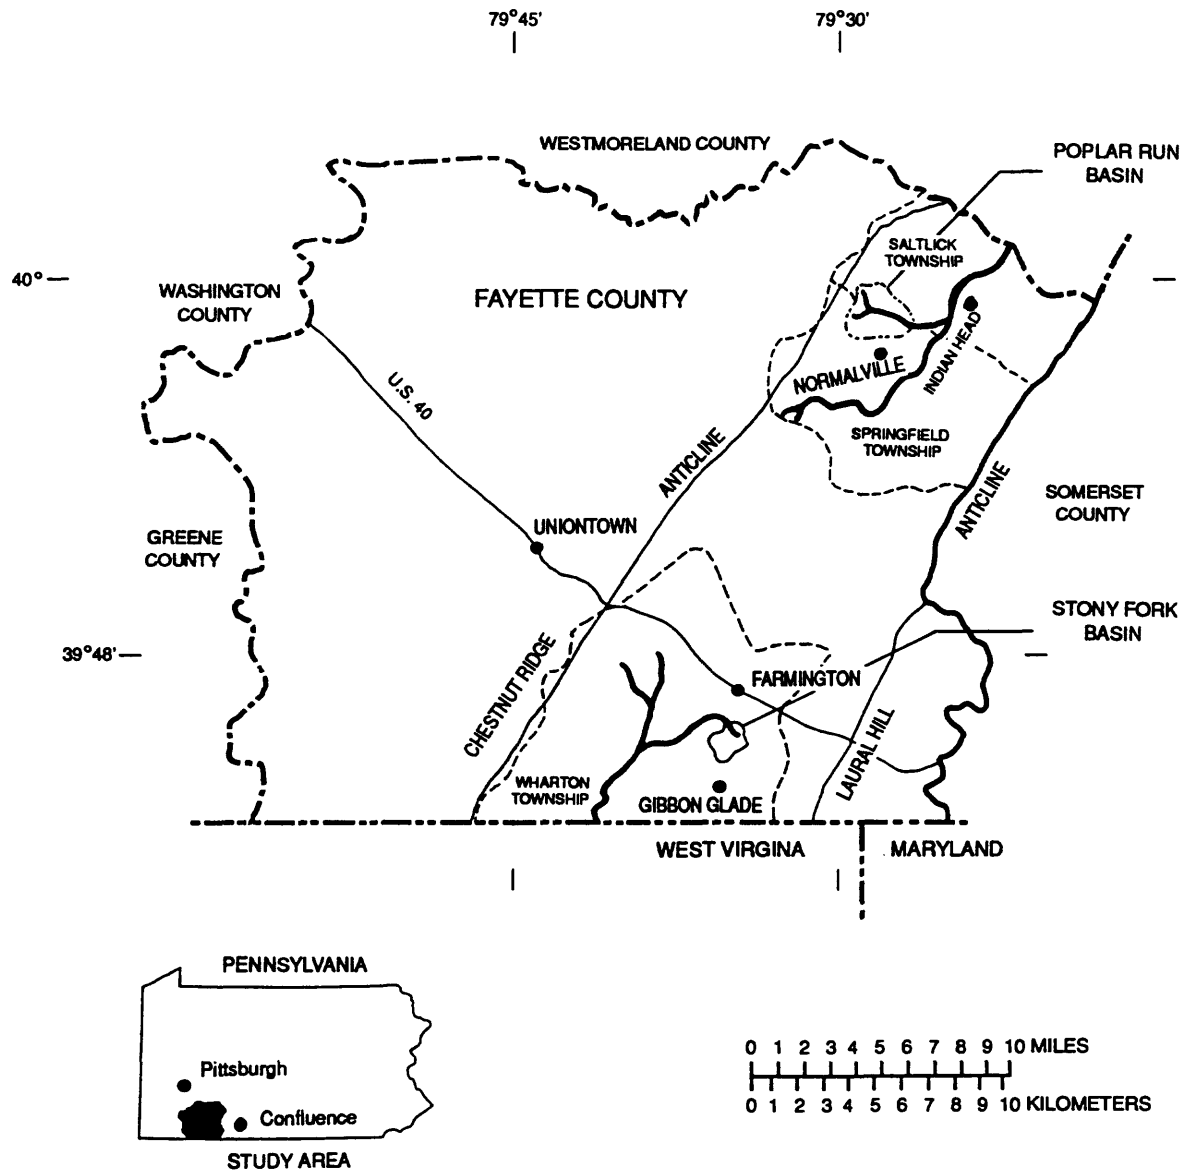 79°45'
79°30'
WESTMORELAND COUNTY
POPLAR RUN
BASIN
SALTLICK
TOWNSHIP
40°
WASHINGTON
COUNTY
FAYETTE COUNTY
INDIAN HEAD
NORMALVILLE
U.S. 40
SPRINGFIELD
TOWNSHIP
ANTICLINE
ANTICLINE
SOMERSET
COUNTY
UNIONTOWN
GREENE
COUNTY
STONY FORK
BASIN
39°48'
CHESTNUT RIDGE
FARMINGTON
LAURAL HILL
WHARTON
TOWNSHIP
GIBBON GLADE
WEST VIRGINA
MARYLAND
PENNSYLVANIA
Pittsburgh
Confluence
STUDY AREA
0 1 2 3 4 5 6 7 8 9 10 MILES
0 1 2 3 4 5 6 7 8 9 10 KILOMETERS